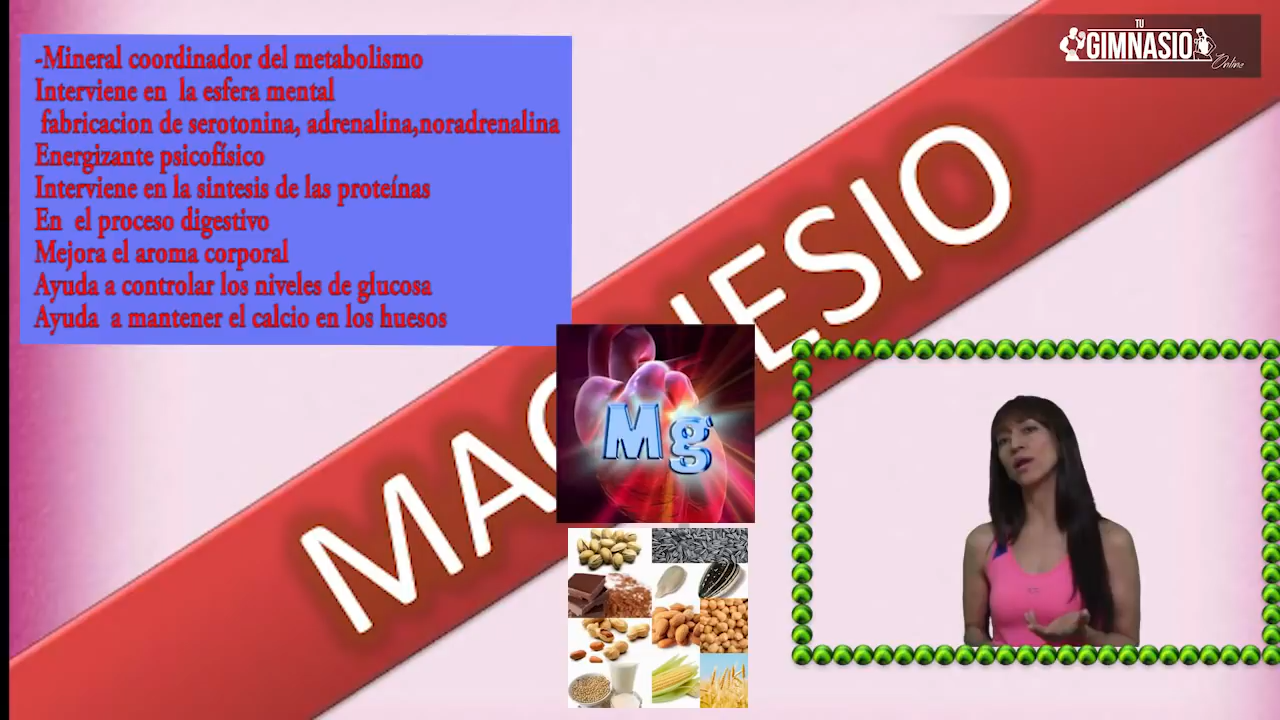 -Mineral coordinador del metabolismo
Interviene en la esfera mental
fabricacion de serotonina, adrenalina,noradrenalina
Energizante psicofísico
Interviene en la sintesis de las proteínas
En el proceso digestivo
Mejora el aroma corporal
Ayuda a controlar los niveles de glucosa
Ayuda a mantener el calcio en los huesos
TU
GIMNASIO
Online
MAGNESIO
Mg